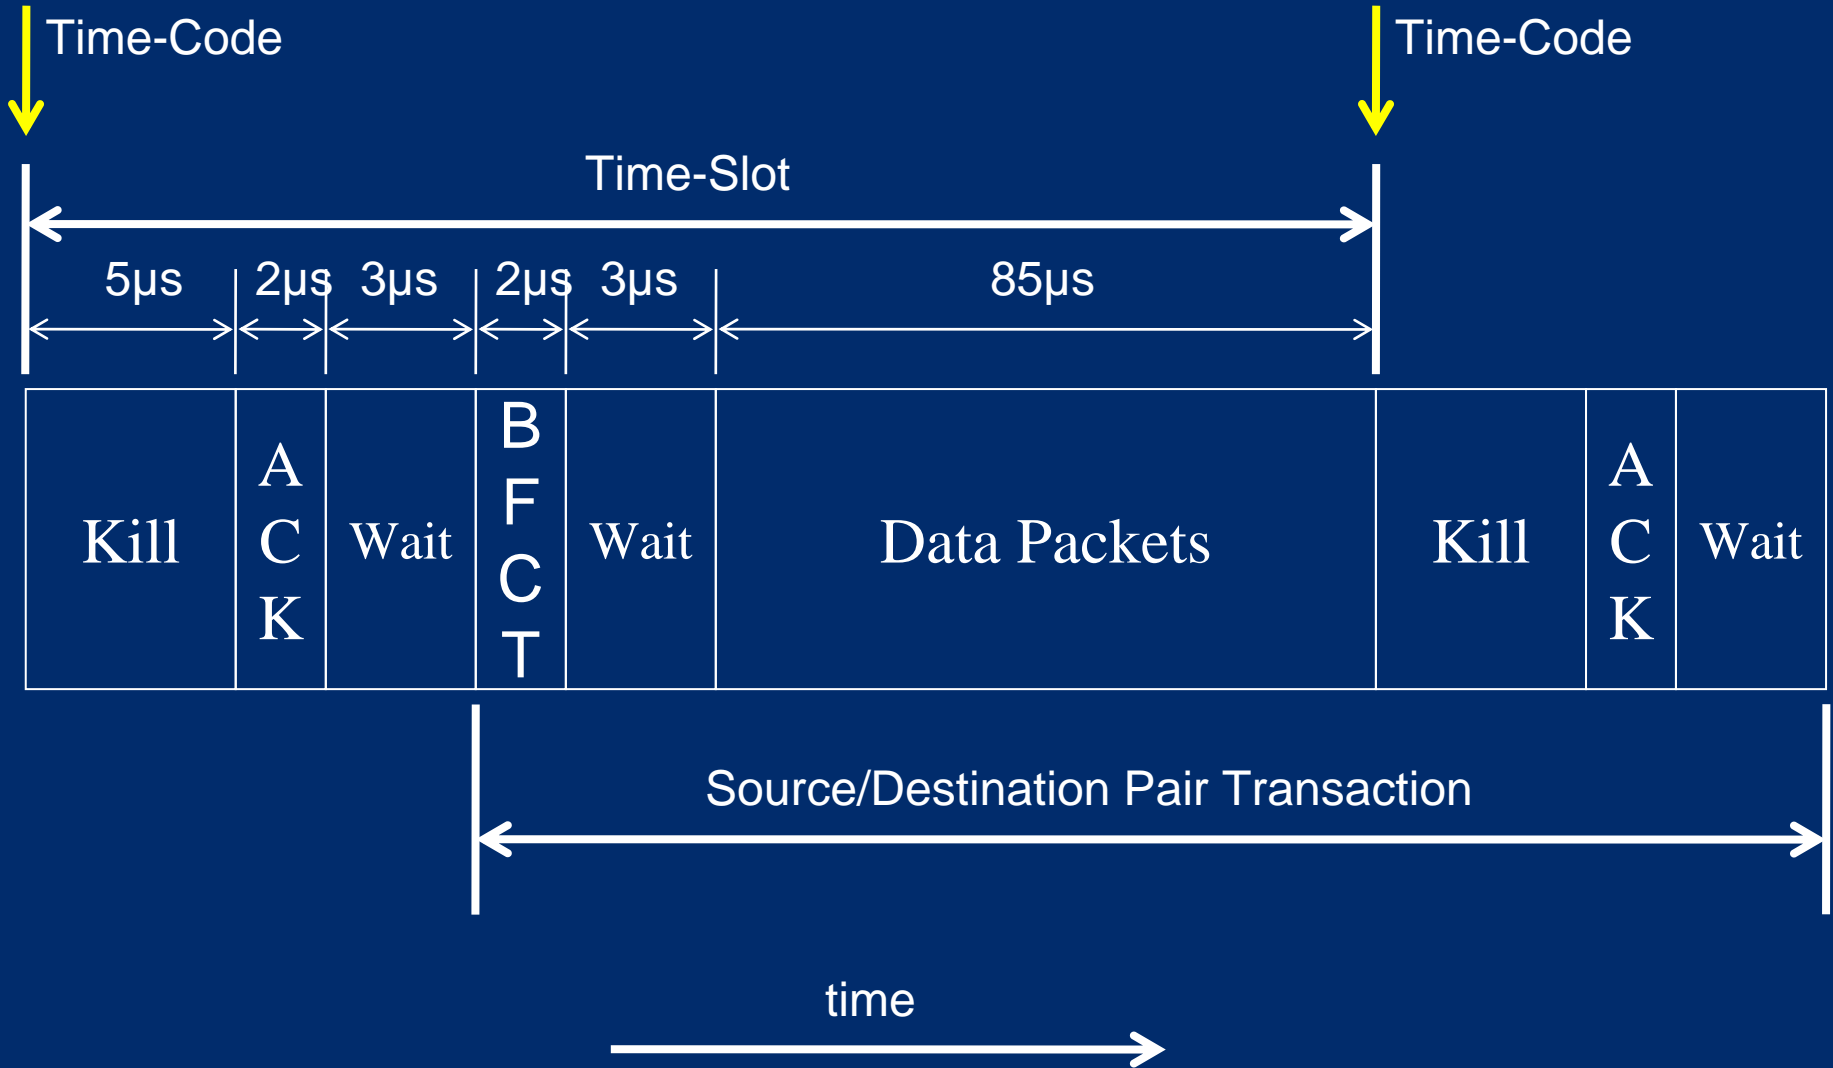 Time-Code
Time-Code
Time-Slot
5µs
2µs
3µs
2µs
3µs
85µs
Kill
A
C
K
Wait
B
F
C
T
Wait
Data Packets
Kill
A
C
K
Wait
Source/Destination Pair Transaction
time